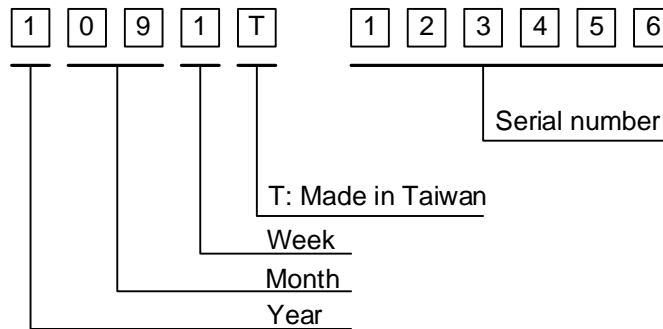 1 0 9 1 T 1 2 3 4 5 6
Serial number
T: Made in Taiwan
Week
Month
Year